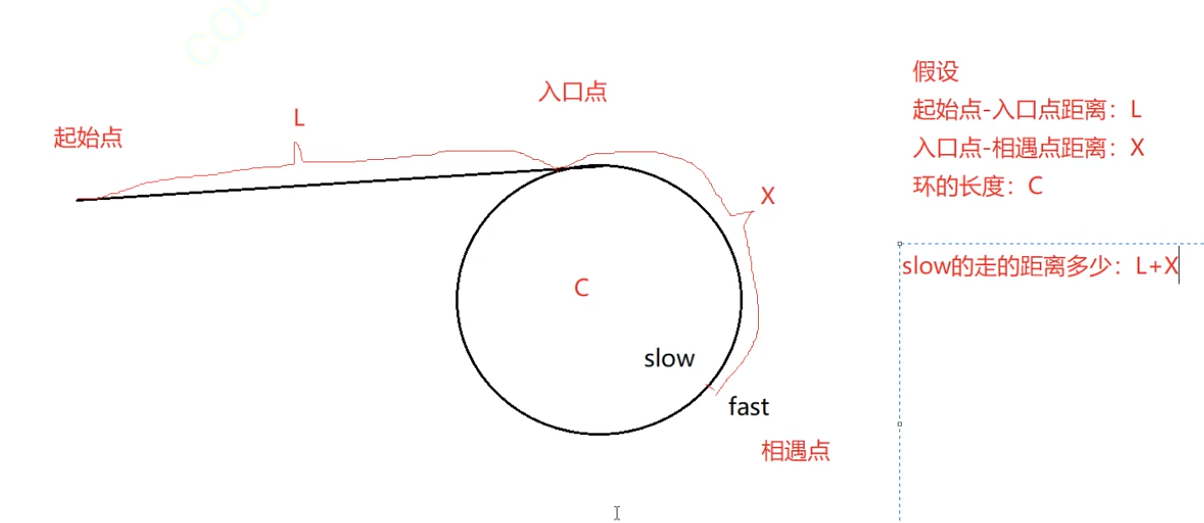 起始点
L
入口点
X
C
slow
fast
相遇点
假设
起始点-入口点距离：L
入口点-相遇点距离：X
环的长度：C
slow的走的距离多少：L+X